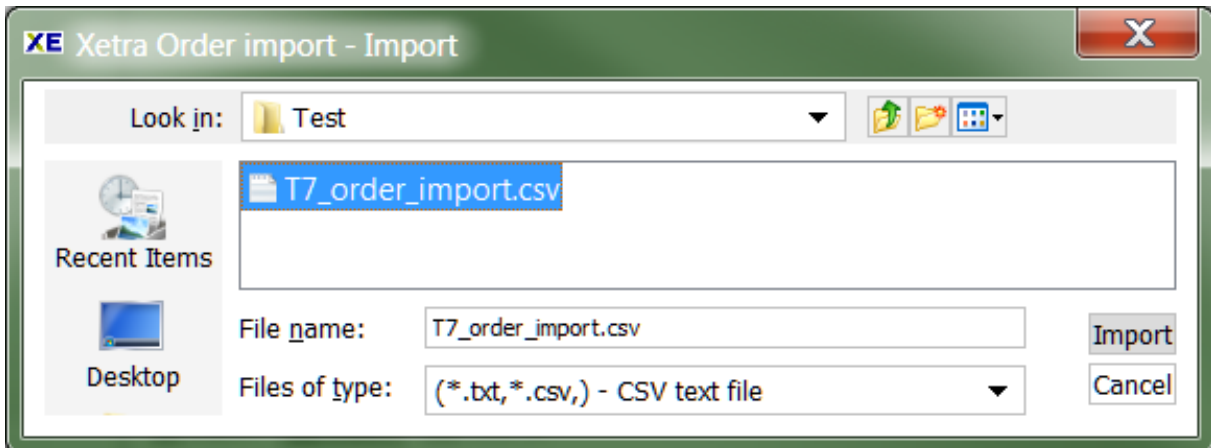 XE Xetra Order import - Import X
Look in: Test
T7_order_import.csv
Recent Items
File name: T7_order_import.csv Import
Desktop
Files of type: (*.txt,*.csv,) - CSV text file Cancel